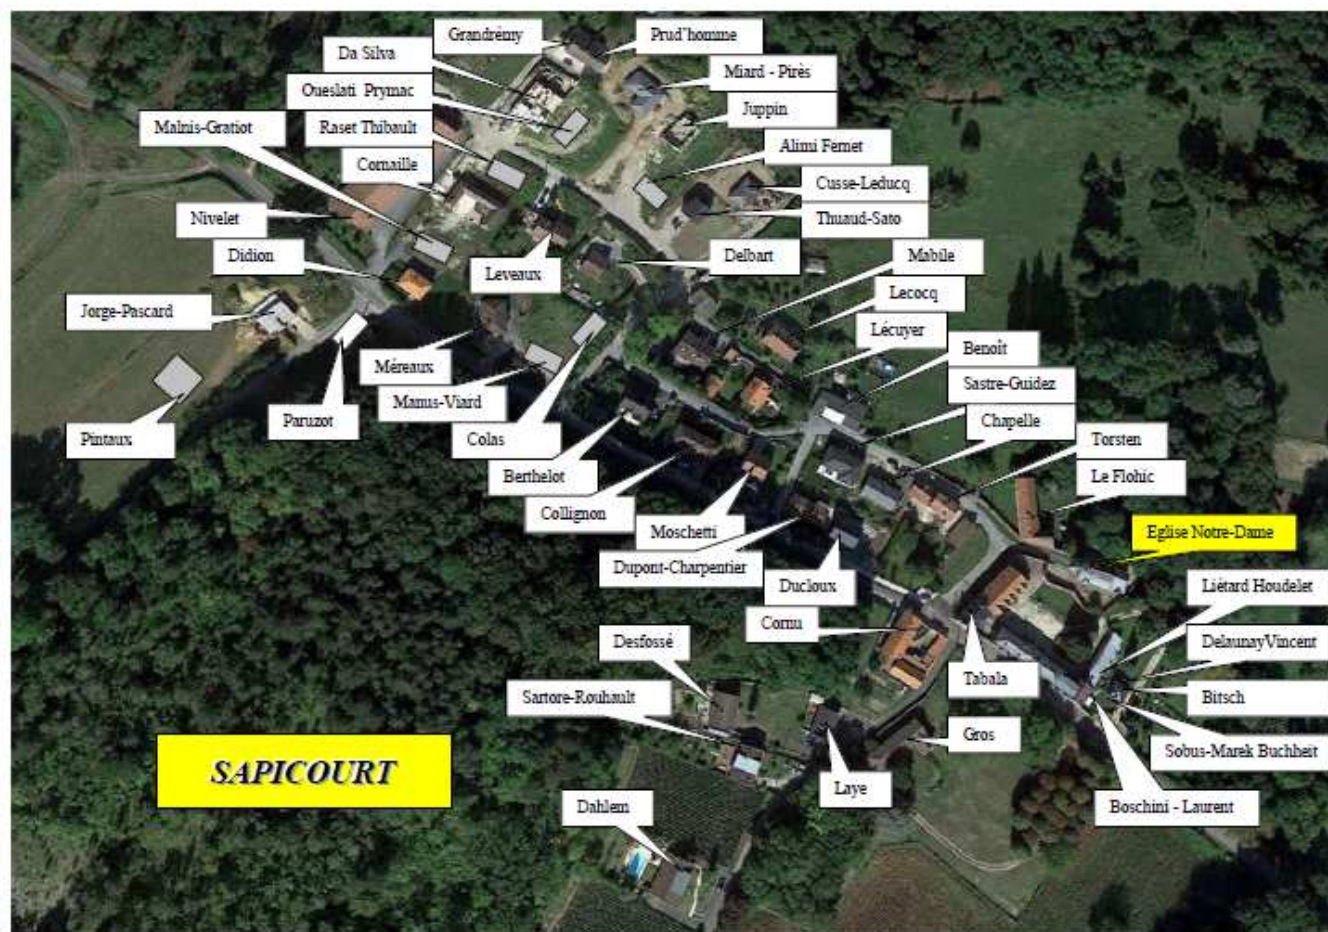 Grandrémy
Prud'homme
Da Silva
Miard - Pirès
Oueslati Prymac
Juppin
Malnis-Gratiot
Raset Thibault
Alimi Femet
Cornaille
Cusse-Leducq
Nivelet
Thuaud-Sato
Didion
Leveaux
Delbart
Mabile
Jorge-Pascard
Lecocq
Lécuyer
Méreaux
Benoît
Manus-Viard
Sastre-Guidez
Pintaux
Paruzot
Colas
Chapelle
Berthelot
Torsten
Collignon
Le Flohic
Moschetti
Eglise Notre-Dame
Dupont-Charpentier
Ducloux
Liétard Houdelet
Cornu
Desfossé
DelaunayVincent
Tabala
Sartore-Rouhault
Bitsch
Gros
Sobus-Marek Buchheit
SAPICOURT
Laye
Boschini - Laurent
Dahlem